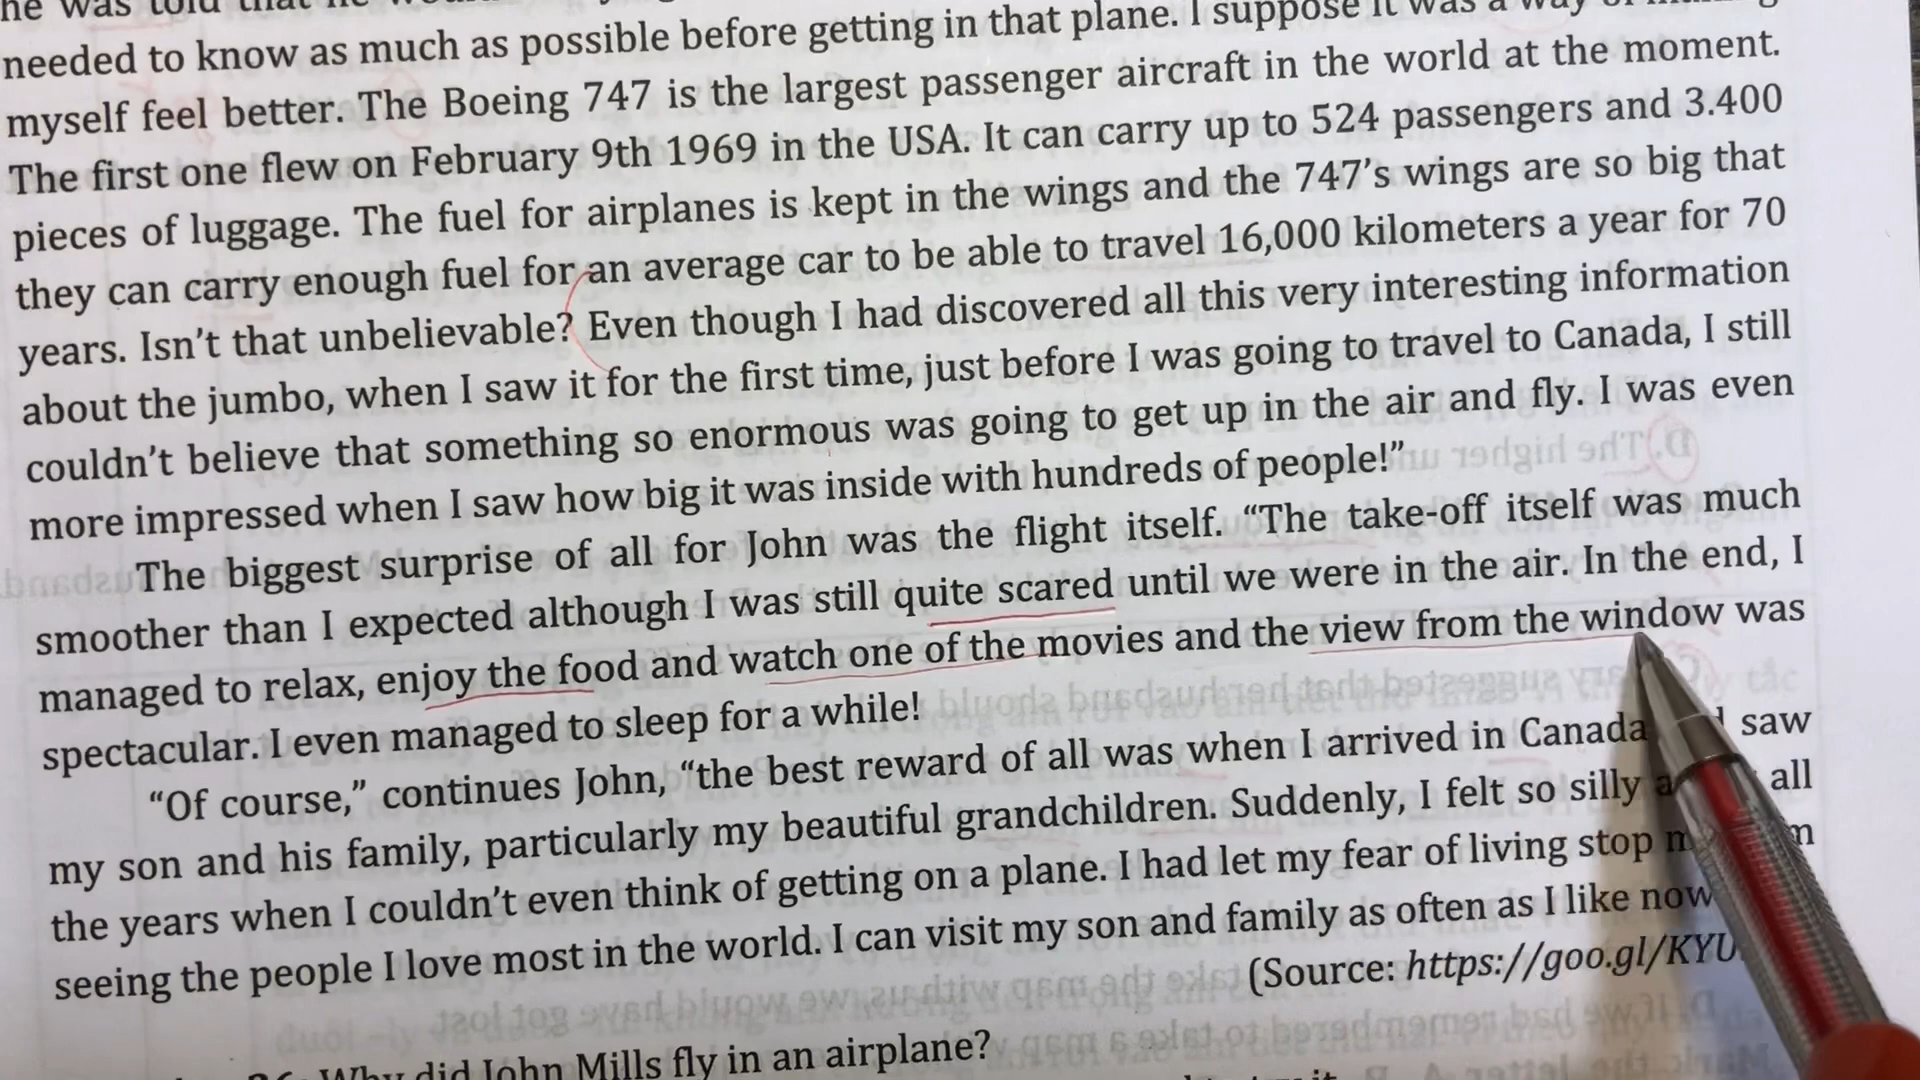 he was told that he
needed to know as much as possible before getting in that plane. I suppose it was a way of
myself feel better. The Boeing 747 is the largest passenger aircraft in the world at the moment.
The first one flew on February 9th 1969 in the USA. It can carry up to 524 passengers and 3.400
pieces of luggage. The fuel for airplanes is kept in the wings and the 747's wings are so big that
they can carry enough fuel for an average car to be able to travel 16,000 kilometers a year for 70
years. Isn't that unbelievable? Even though I had discovered all this very interesting information
about the jumbo, when I saw it for the first time, just before I was going to travel to Canada, I still
couldn't believe that something so enormous was going to get up in the air and fly. I was even
more impressed when I saw how big it was inside with hundreds of people!"
The biggest surprise of all for John was the flight itself. "The take-off itself was much
smoother than I expected although I was still quite scared until we were in the air. In the end, I
managed to relax, enjoy the food and watch one of the movies and the view from the window was
spectacular. I even managed to sleep for a while!
"Of course," continues John, "the best reward of all was when I arrived in Canada saw
my son and his family, particularly my beautiful grandchildren. Suddenly, I felt so silly all
the years when I couldn't even think of getting on a plane. I had let my fear of living stop
seeing the people I love most in the world. I can visit my son and family as often as I like now
(Source: https://goo.gl/KYU
Why did John Mills fly in an airplane?